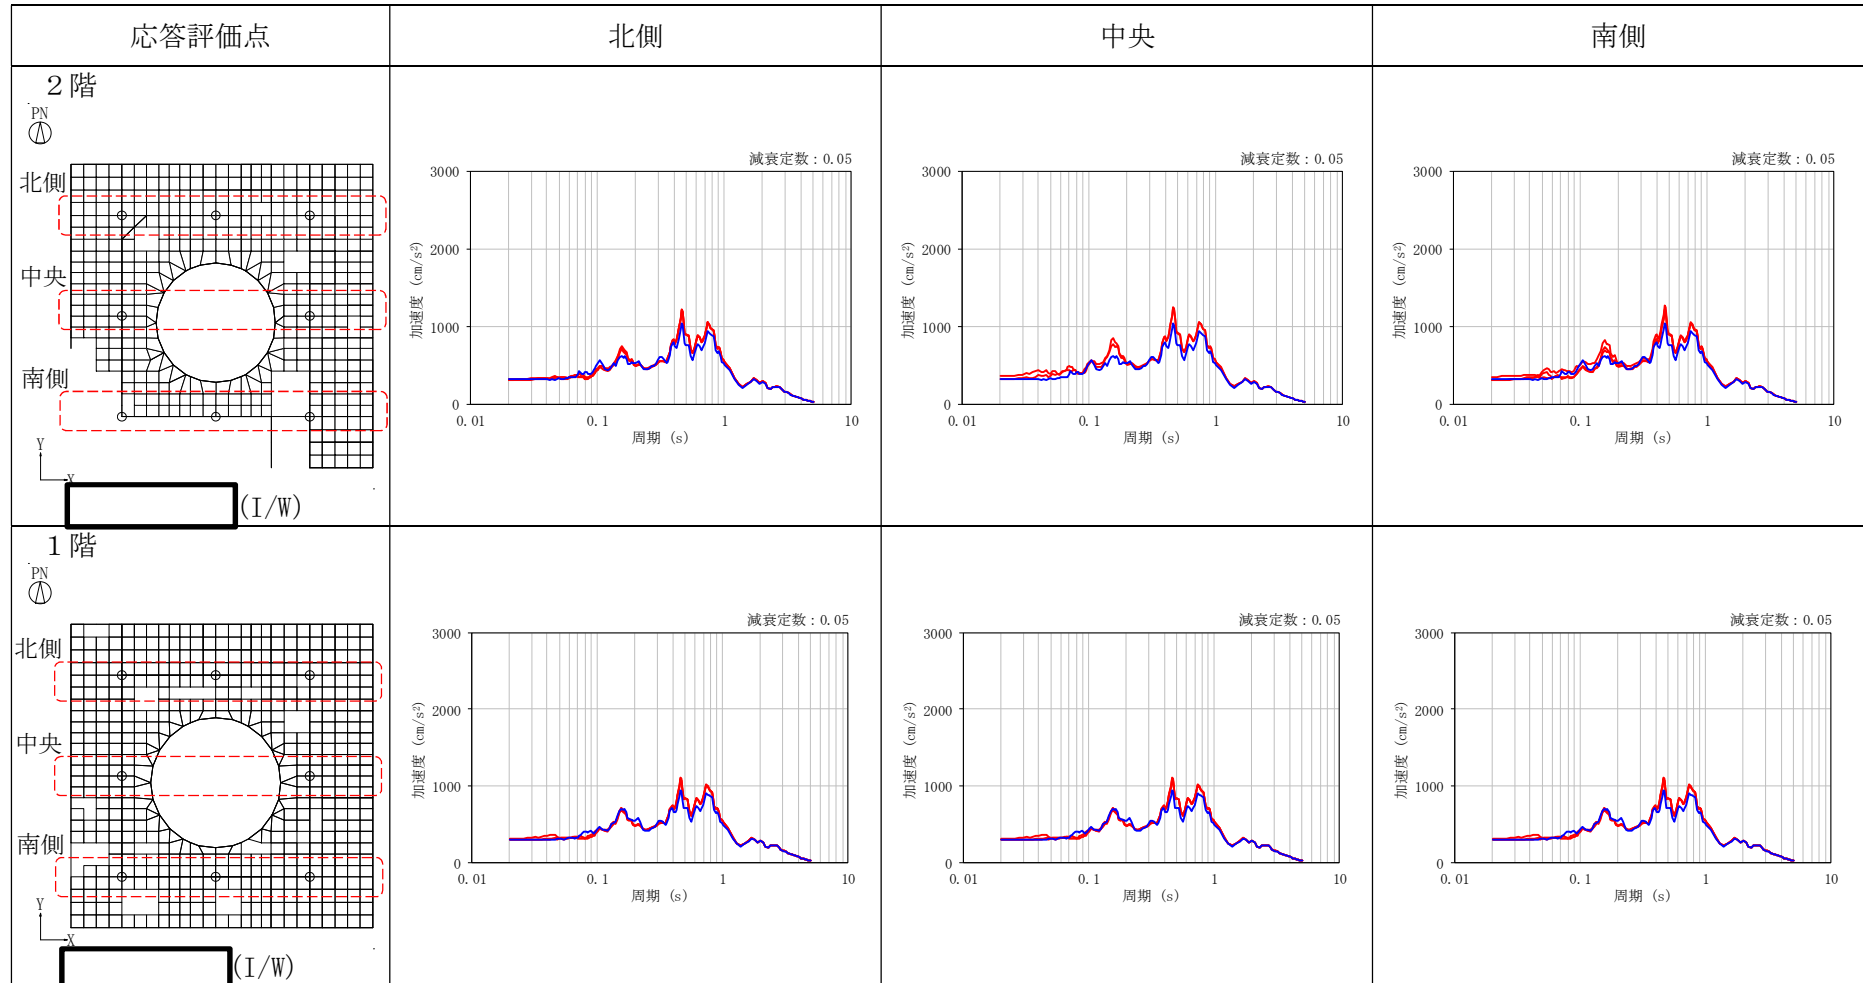 応答評価点 北側 中央 南側
２階
PN
北側
中央
南側
Y
X
(I/W)
減衰定数：0.05
3000
2000
1000
0
加速度 (cm/s²)
0.01 0.1 1 10
周期 (s)
減衰定数：0.05
3000
2000
1000
0
加速度 (cm/s²)
0.01 0.1 1 10
周期 (s)
減衰定数：0.05
3000
2000
1000
0
加速度 (cm/s²)
0.01 0.1 1 10
周期 (s)
１階
PN
北側
中央
南側
Y
X
(I/W)
減衰定数：0.05
3000
2000
1000
0
加速度 (cm/s²)
0.01 0.1 1 10
周期 (s)
減衰定数：0.05
3000
2000
1000
0
加速度 (cm/s²)
0.01 0.1 1 10
周期 (s)
減衰定数：0.05
3000
2000
1000
0
加速度 (cm/s²)
0.01 0.1 1 10
周期 (s)